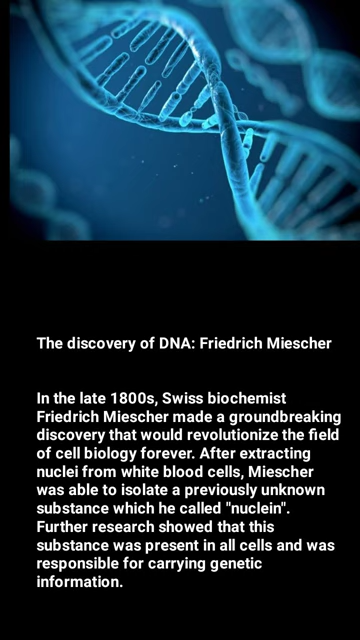 The discovery of DNA: Friedrich Miescher
In the late 1800s, Swiss biochemist
Friedrich Miescher made a groundbreaking
discovery that would revolutionize the field
of cell biology forever. After extracting
nuclei from white blood cells, Miescher
was able to isolate a previously unknown
substance which he called "nuclein".
Further research showed that this
substance was present in all cells and was
responsible for carrying genetic
information.